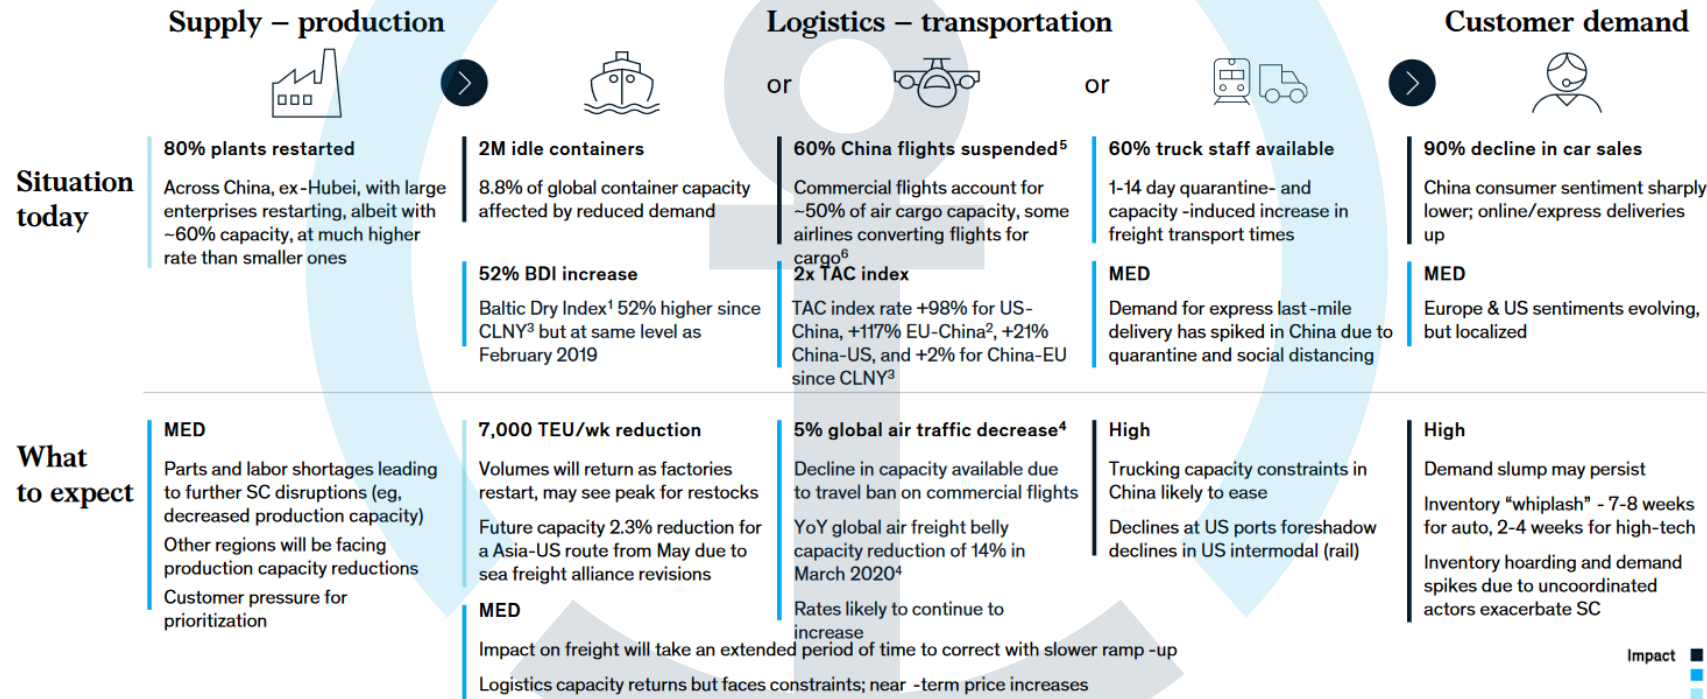 Supply – production
Logistics – transportation
Customer demand
or
or
Situation
today
80% plants restarted
Across China, ex-Hubei, with large
enterprises restarting, albeit with
~60% capacity, at much higher
rate than smaller ones
2M idle containers
8.8% of global container capacity
affected by reduced demand
52% BDI increase
Baltic Dry Index¹ 52% higher since
CLNY³ but at same level as
February 2019
60% China flights suspended⁵
Commercial flights account for
~50% of air cargo capacity, some
airlines converting flights for
cargo⁶
2x TAC index
TAC index rate +98% for US-
China, +117% EU-China², +21%
China-US, and +2% for China-EU
since CLNY³
60% truck staff available
1-14 day quarantine- and
capacity -induced increase in
freight transport times
MED
Demand for express last -mile
delivery has spiked in China due to
quarantine and social distancing
90% decline in car sales
China consumer sentiment sharply
lower; online/express deliveries
up
MED
Europe & US sentiments evolving,
but localized
What
to expect
MED
Parts and labor shortages leading
to further SC disruptions (eg,
decreased production capacity)
Other regions will be facing
production capacity reductions
Customer pressure for
prioritization
7,000 TEU/wk reduction
Volumes will return as factories
restart, may see peak for restocks
Future capacity 2.3% reduction for
a Asia-US route from May due to
sea freight alliance revisions
MED
Impact on freight will take an extended period of time to correct with slower ramp -up
Logistics capacity returns but faces constraints; near -term price increases
5% global air traffic decrease⁴
Decline in capacity available due
to travel ban on commercial flights
YoY global air freight belly
capacity reduction of 14% in
March 2020⁴
Rates likely to continue to
increase
High
Trucking capacity constraints in
China likely to ease
Declines at US ports foreshadow
declines in US intermodal (rail)
High
Demand slump may persist
Inventory “whiplash” - 7-8 weeks
for auto, 2-4 weeks for high-tech
Inventory hoarding and demand
spikes due to uncoordinated
actors exacerbate SC
Impact